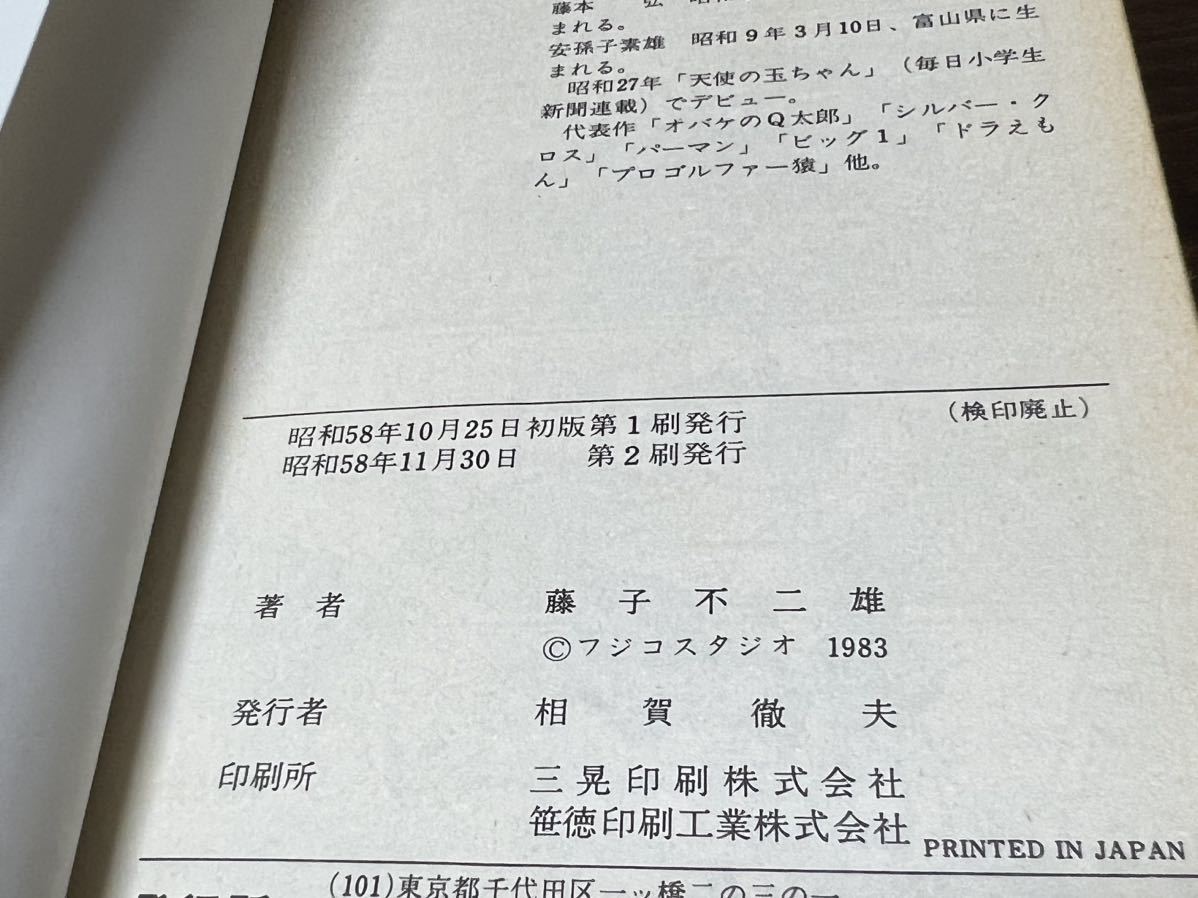 藤本 弘 昭和
まれる。
安孫子素雄 昭和9年3月10日、富山県に生
まれる。
昭和27年「天使の玉ちゃん」(毎日小学生
新聞連載)でデビュー。
代表作「オバケのQ太郎」「シルバー・ク
ロス」「パーマン」「ビッグ1」「ドラえも
ん」「プロゴルファー猿」他。
昭和58年10月25日初版第1刷発行 (検印廃止)
昭和58年11月30日 第2刷発行
著者 藤子不二雄
©フジコスタジオ 1983
発行者 相賀徹夫
印刷所 三晃印刷株式会社
笹徳印刷工業株式会社
PRINTED IN JAPAN
(101)東京都千代田区一ッ橋二の三の一